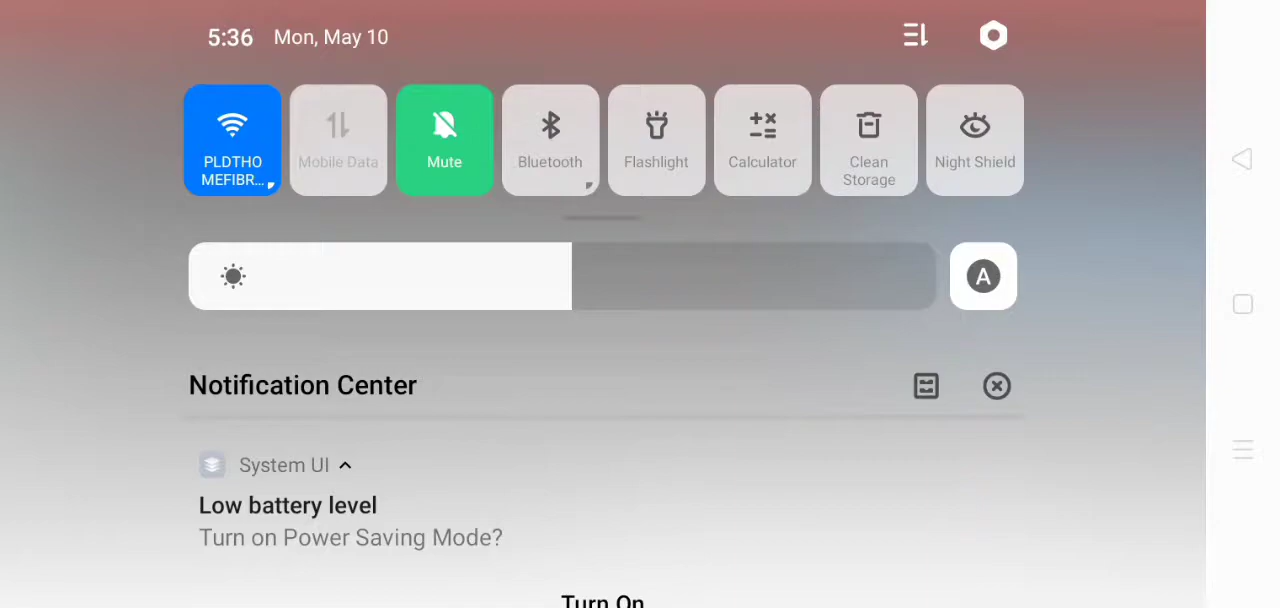 5:36 Mon, May 10
PLDTHO
MEFIBR...
Mobile Data
Mute
Bluetooth
Flashlight
Calculator
Clean
Storage
Night Shield
A
Notification Center
System UI
Low battery level
Turn on Power Saving Mode?
Turn On